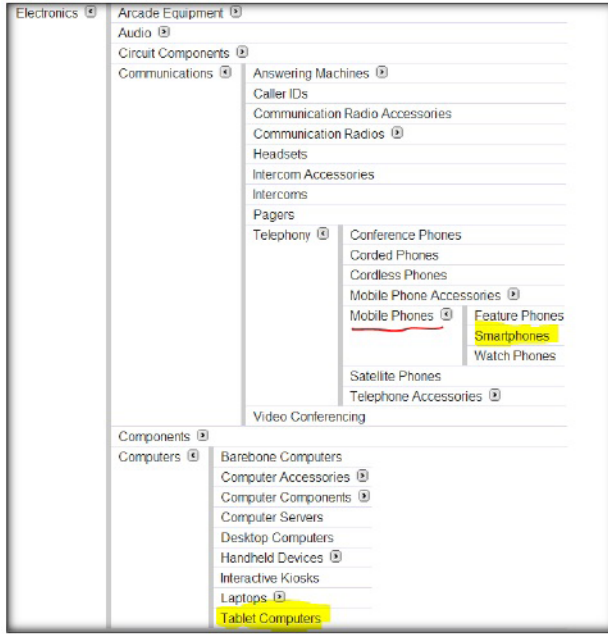 Electronics Arcade Equipment
Audio
Circuit Components
Communications Answering Machines
Caller IDs
Communication Radio Accessories
Communication Radios
Headsets
Intercom Accessories
Intercoms
Pagers
Telephony Conference Phones
Corded Phones
Cordless Phones
Mobile Phone Accessories
Mobile Phones Feature Phones
Smartphones
Watch Phones
Satellite Phones
Telephone Accessories
Video Conferencing
Components
Computers Barebone Computers
Computer Accessories
Computer Components
Computer Servers
Desktop Computers
Handheld Devices
Interactive Kiosks
Laptops
Tablet Computers